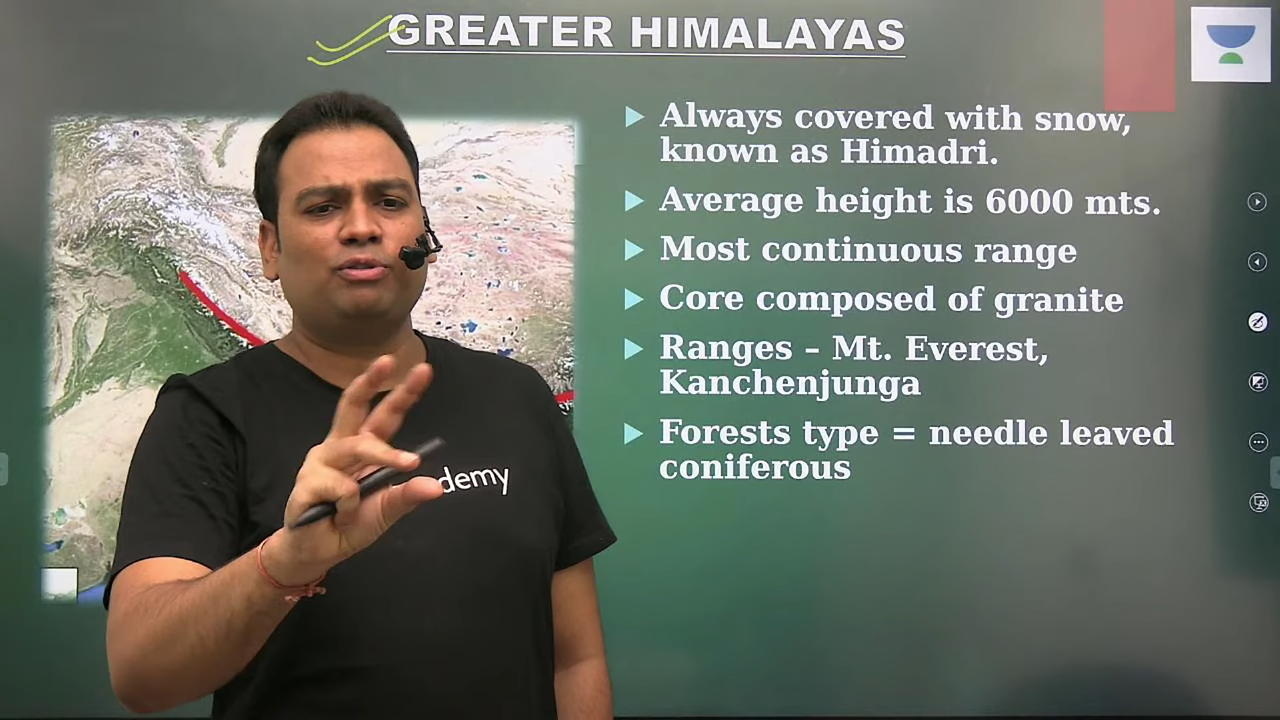 GREATER HIMALAYAS
Always covered with snow,
known as Himadri.
Average height is 6000 mts.
Most continuous range
Core composed of granite
Ranges – Mt. Everest,
Kanchenjunga
Forests type = needle leaved
coniferous
demy